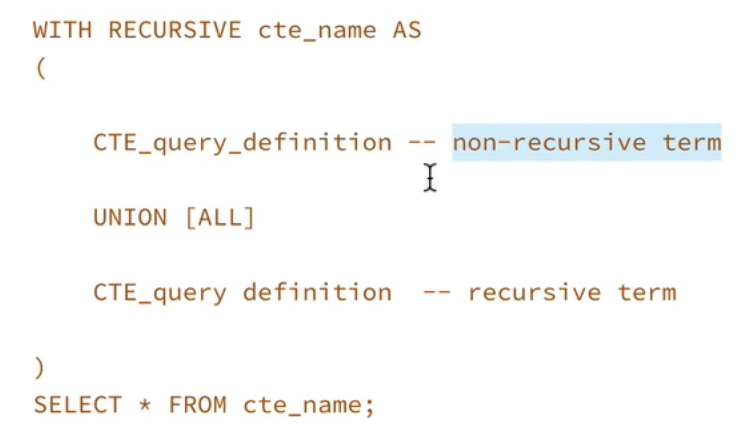 WITH RECURSIVE cte_name AS
(
CTE_query_definition -- non-recursive term
UNION [ALL]
CTE_query definition  -- recursive term
)
SELECT * FROM cte_name;